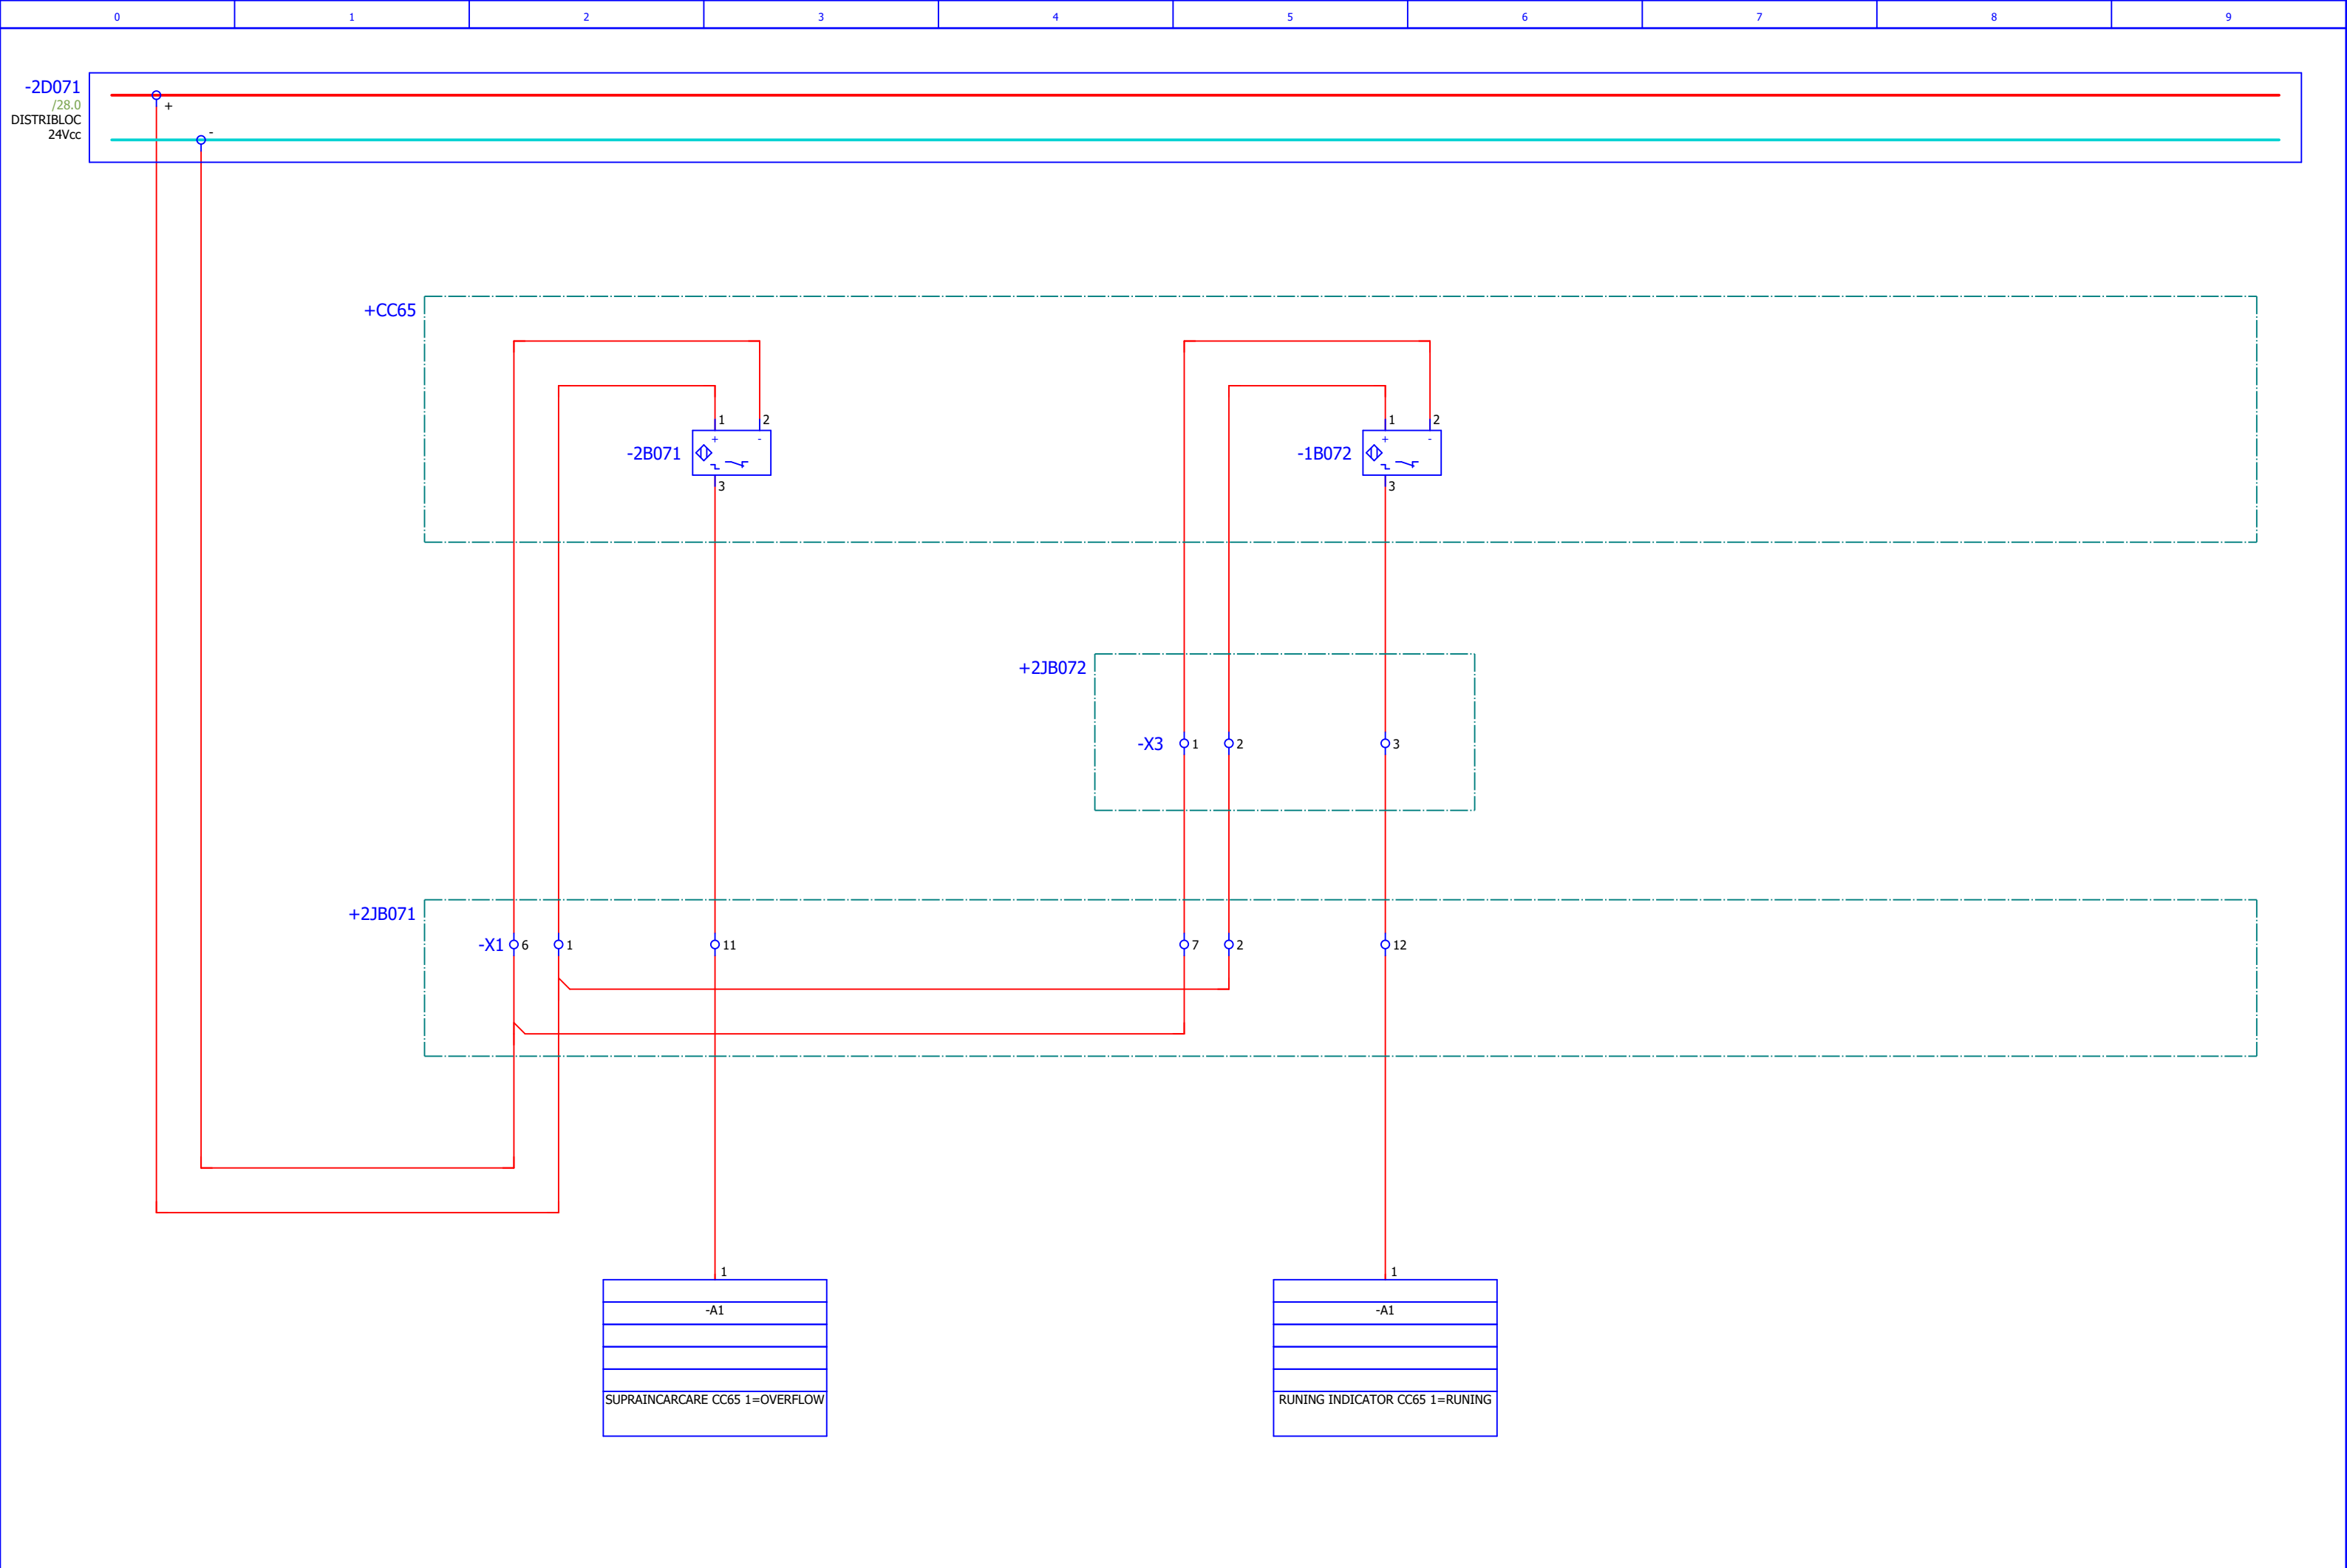 0 1 2 3 4 5 6 7 8 9
-2D071
/28.0
DISTRIBLOC
24Vcc
+
-
+CC65
-2B071
1 2
+ -
3
-1B072
1 2
+ -
3
+2JB072
-X3 1 2 3
+2JB071
-X1 6 1 11 7 2 12
1
-A1
SUPRAINCARCARE CC65 1=OVERFLOW
1
-A1
RUNING INDICATOR CC65 1=RUNING